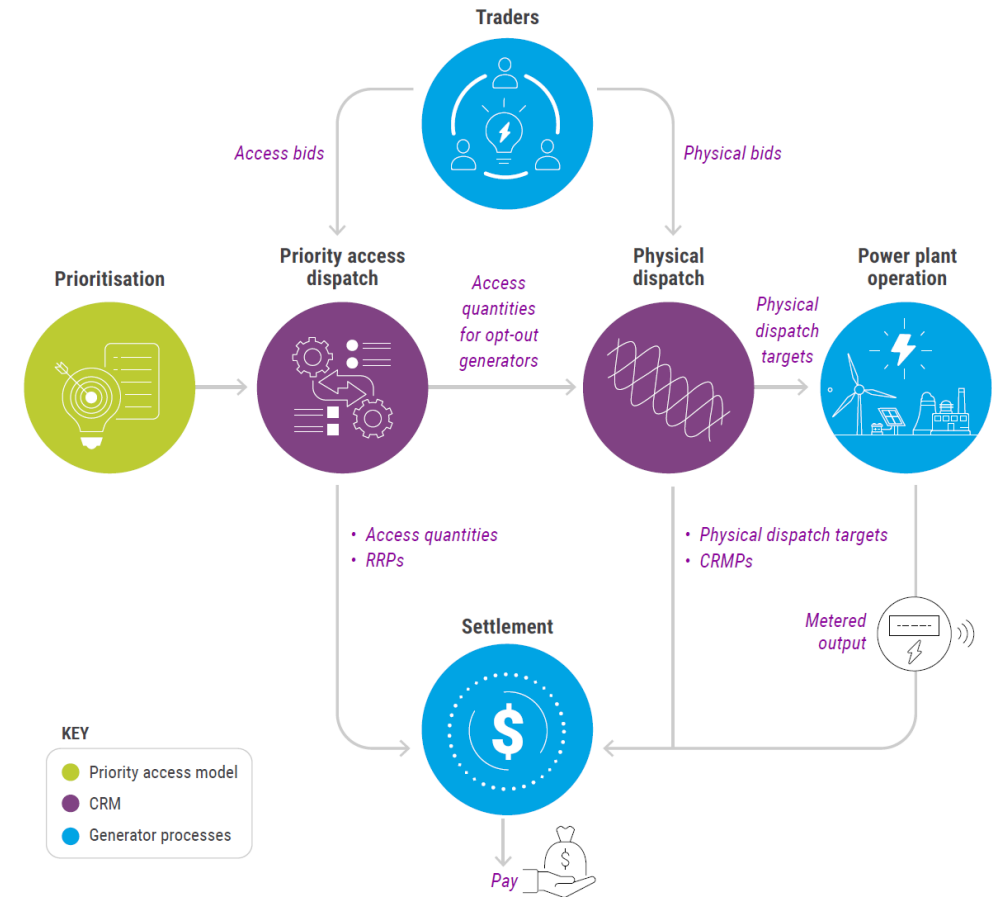 Traders
Access bids
Physical bids
Prioritisation
Priority access
dispatch
Access
quantities
for opt-out
generators
Physical
dispatch
Physical
dispatch
targets
Power plant
operation
• Access quantities
• RRPs
• Physical dispatch targets
• CRMPs
Metered
output
Settlement
$
KEY
Priority access model
CRM
Generator processes
Pay
$